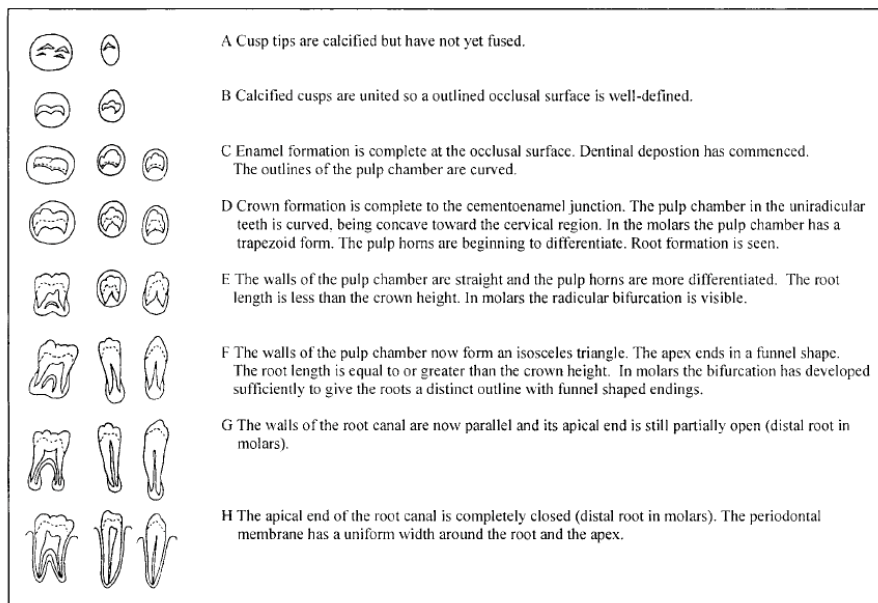 A Cusp tips are calcified but have not yet fused.
B Calcified cusps are united so a outlined occlusal surface is well-defined.
C Enamel formation is complete at the occlusal surface. Dentinal depostion has commenced.
The outlines of the pulp chamber are curved.
D Crown formation is complete to the cementoenamel junction. The pulp chamber in the uniradicular
teeth is curved, being concave toward the cervical region. In the molars the pulp chamber has a
trapezoid form. The pulp horns are beginning to differentiate. Root formation is seen.
E The walls of the pulp chamber are straight and the pulp horns are more differentiated. The root
length is less than the crown height. In molars the radicular bifurcation is visible.
F The walls of the pulp chamber now form an isosceles triangle. The apex ends in a funnel shape.
The root length is equal to or greater than the crown height. In molars the bifurcation has developed
sufficiently to give the roots a distinct outline with funnel shaped endings.
G The walls of the root canal are now parallel and its apical end is still partially open (distal root in
molars).
H The apical end of the root canal is completely closed (distal root in molars). The periodontal
membrane has a uniform width around the root and the apex.